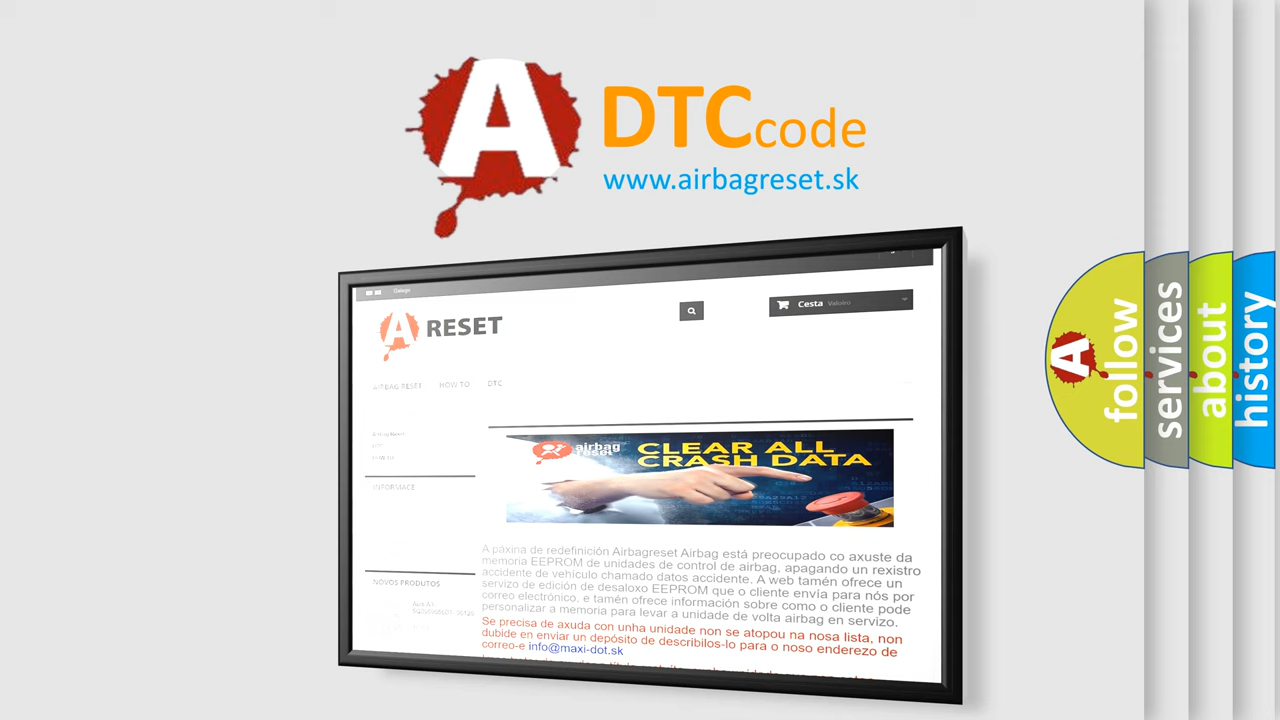 A
DTCcode
www.airbagreset.sk
Galego
A RESET
Cesta Valeiro
AIRBAG RESET HOW TO DTC
INFORMACE
NOVOS PRODUTOS
airbag
reset
CLEAR ALL
CRASH DATA
A páxina de redefinición Airbagreset Airbag está preocupado co axuste da
memoria EEPROM de unidades de control de airbag, apagando un rexistro
accidente de vehículo chamado datos accidente. A web tamén ofrece un
servizo de edición de desaloxo EEPROM que o cliente envía para nós por
correo electrónico, e tamén ofrece información sobre como o cliente pode
personalizar a memoria para levar a unidade de volta airbag en servizo.
Se precisa de axuda con unha unidade non se atopou na nosa lista, non
dubide en enviar un depósito de describilos-lo para o noso enderezo de
correo-e info@maxi-dot.sk
A
follow
services
about
history